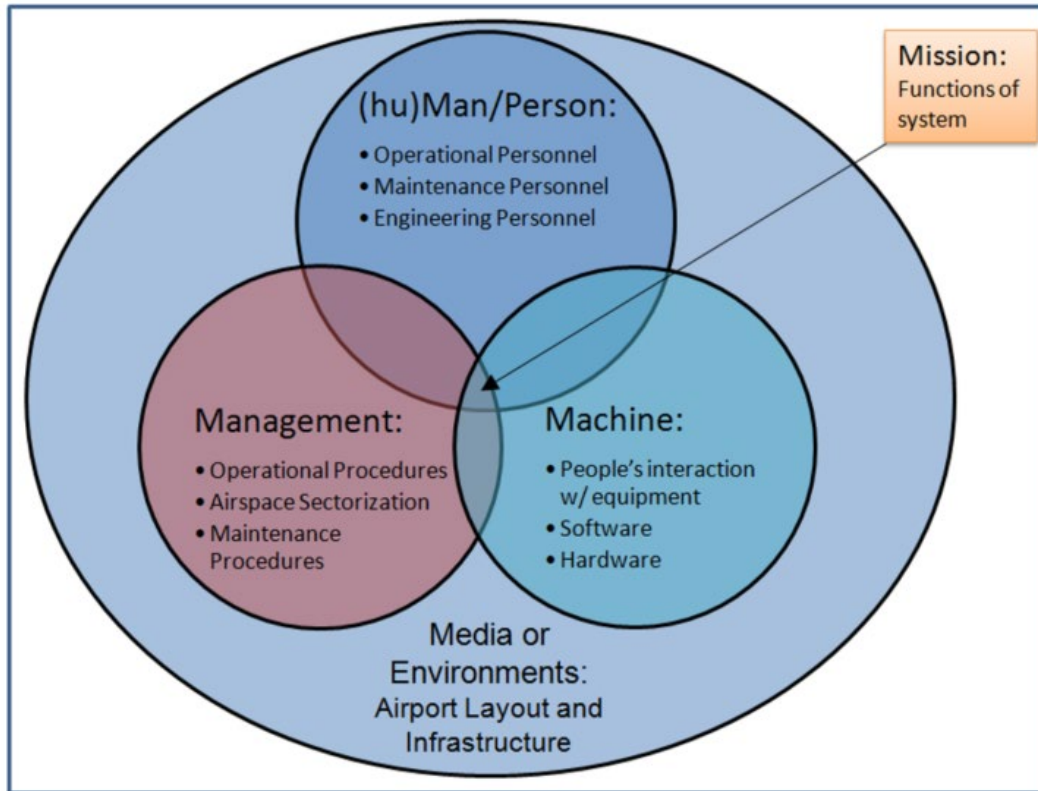 Mission:
Functions of
system
(hu)Man/Person:
• Operational Personnel
• Maintenance Personnel
• Engineering Personnel
Management:
• Operational Procedures
• Airspace Sectorization
• Maintenance
Procedures
Machine:
• People’s interaction
w/ equipment
• Software
• Hardware
Media or
Environments:
Airport Layout and
Infrastructure